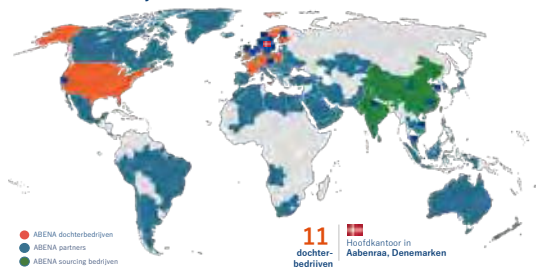 ABENA dochterbedrijven
ABENA partners
ABENA sourcing bedrijven
11
dochter-
bedrijven
Hoofdkantoor in
Aabenraa, Denemarken